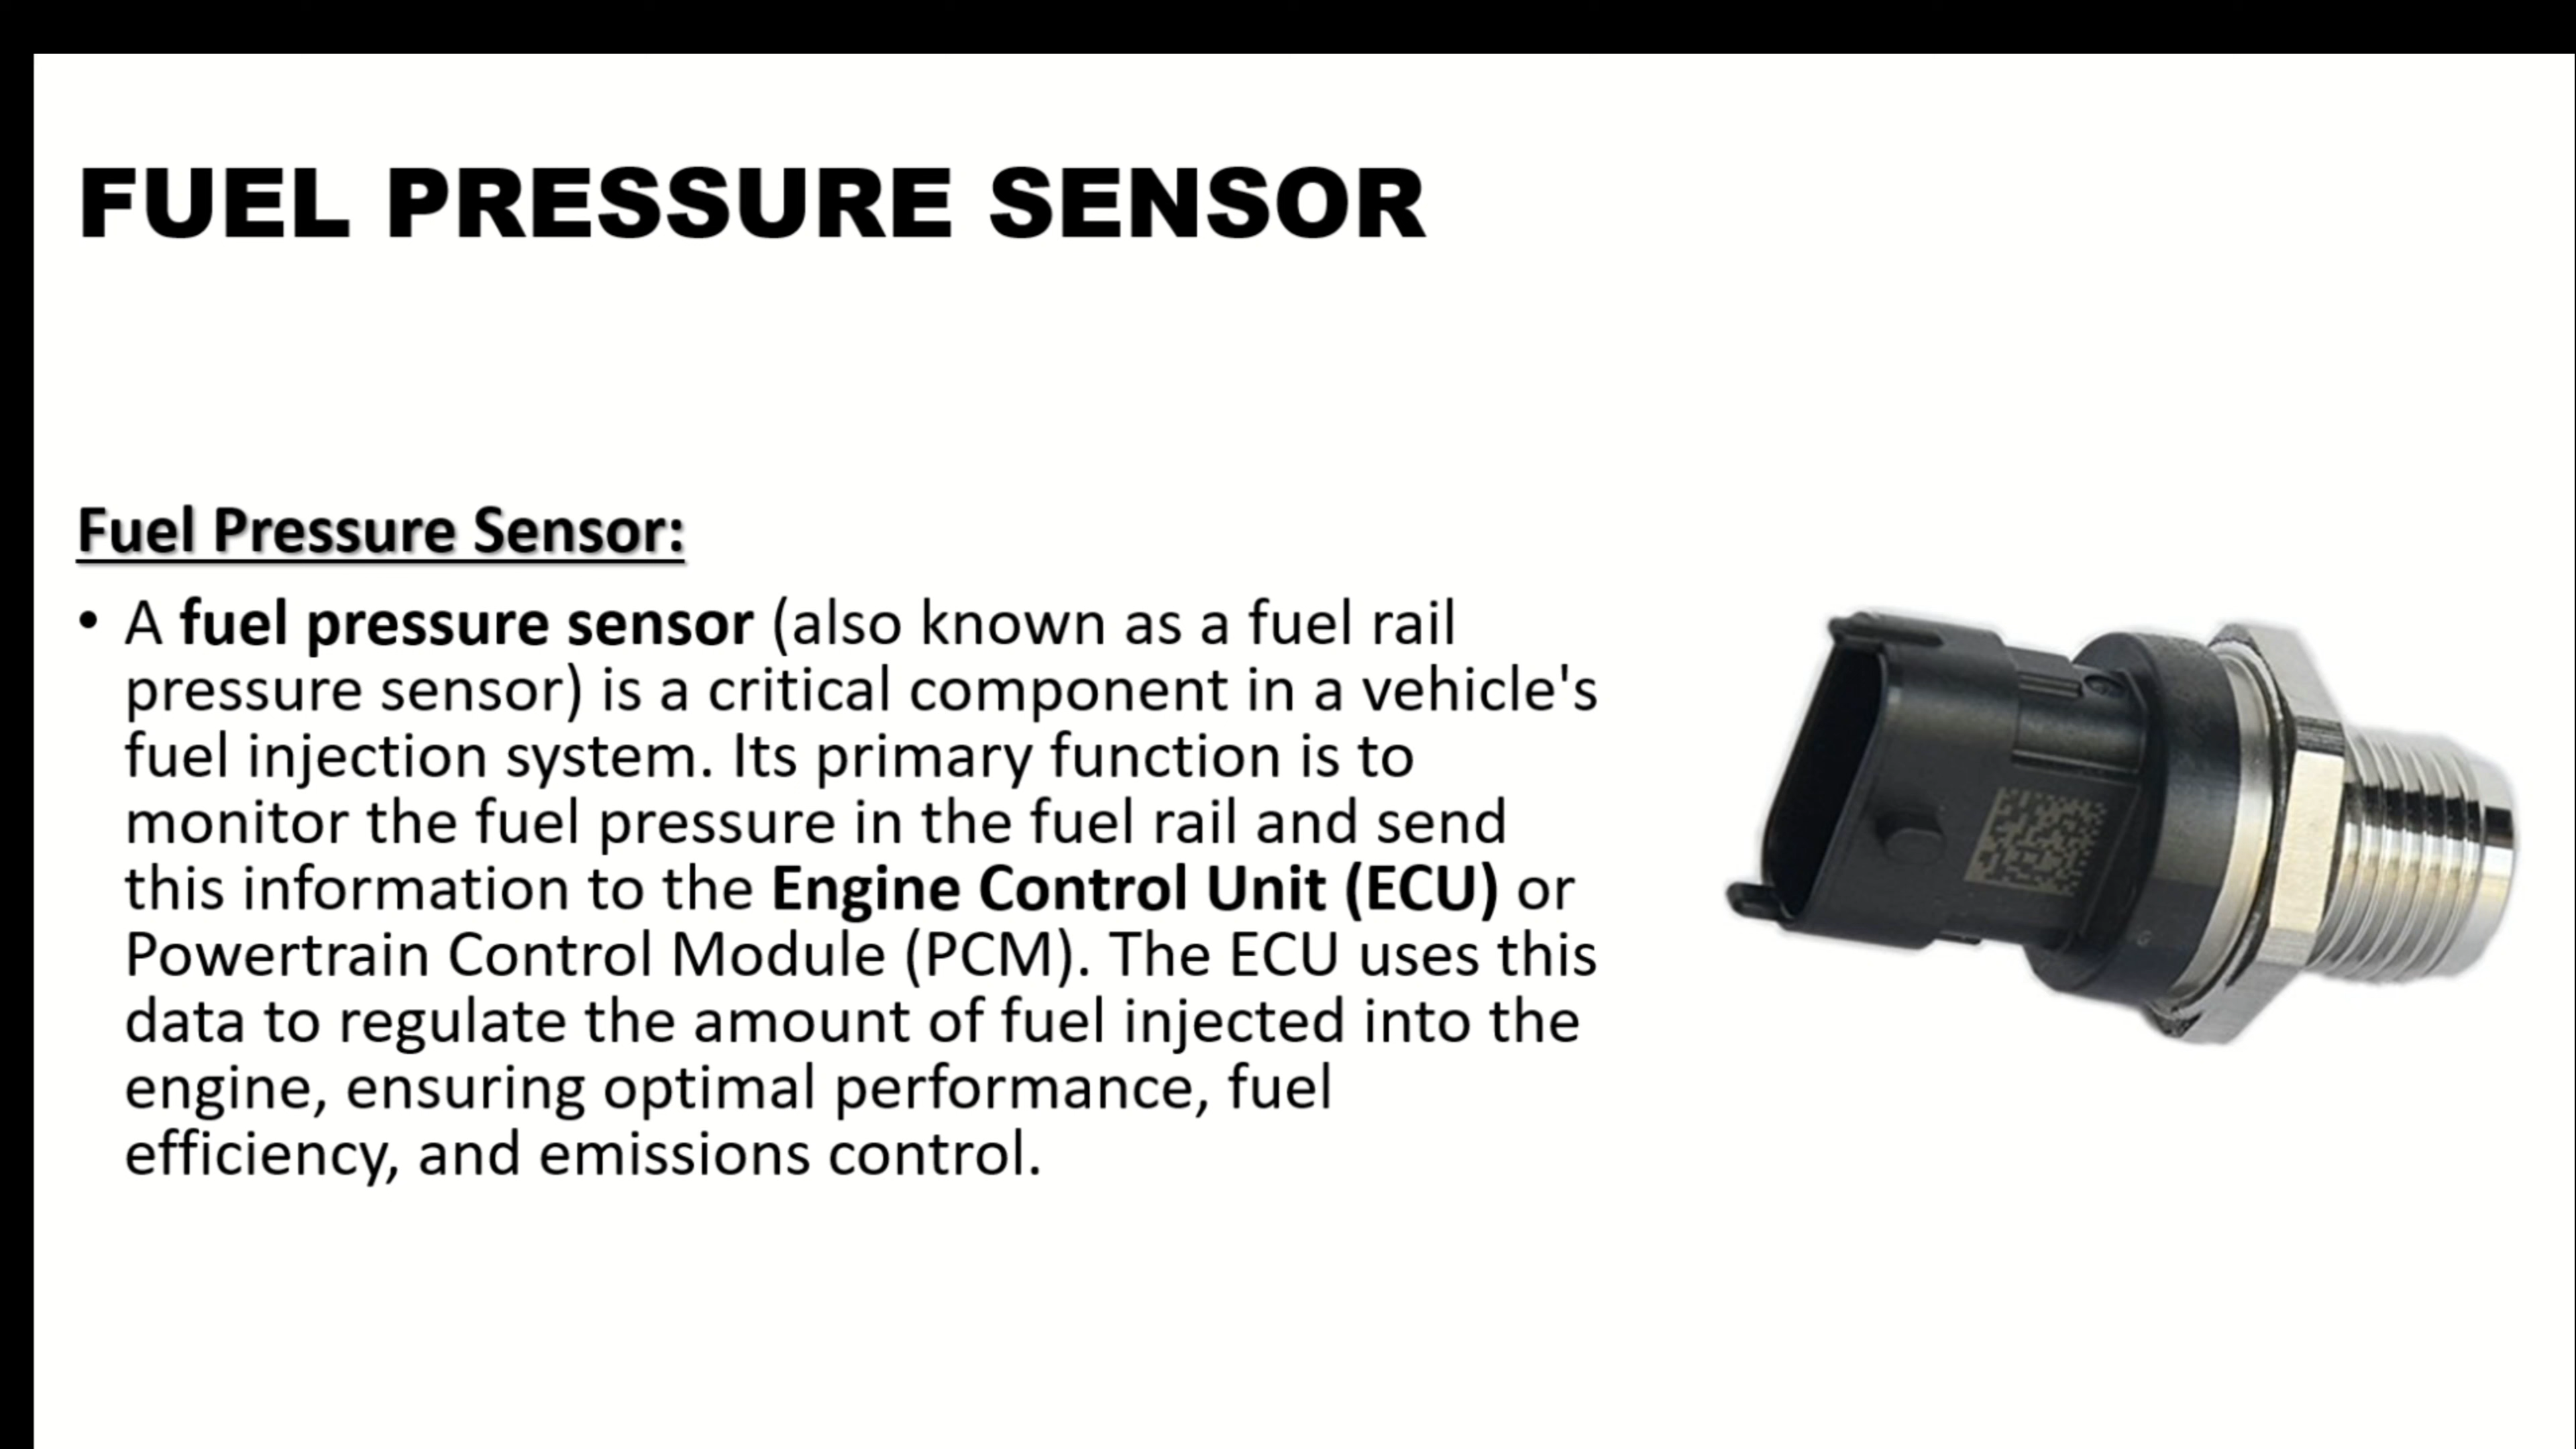 FUEL PRESSURE SENSOR
Fuel Pressure Sensor:
• A fuel pressure sensor (also known as a fuel rail
pressure sensor) is a critical component in a vehicle's
fuel injection system. Its primary function is to
monitor the fuel pressure in the fuel rail and send
this information to the Engine Control Unit (ECU) or
Powertrain Control Module (PCM). The ECU uses this
data to regulate the amount of fuel injected into the
engine, ensuring optimal performance, fuel
efficiency, and emissions control.